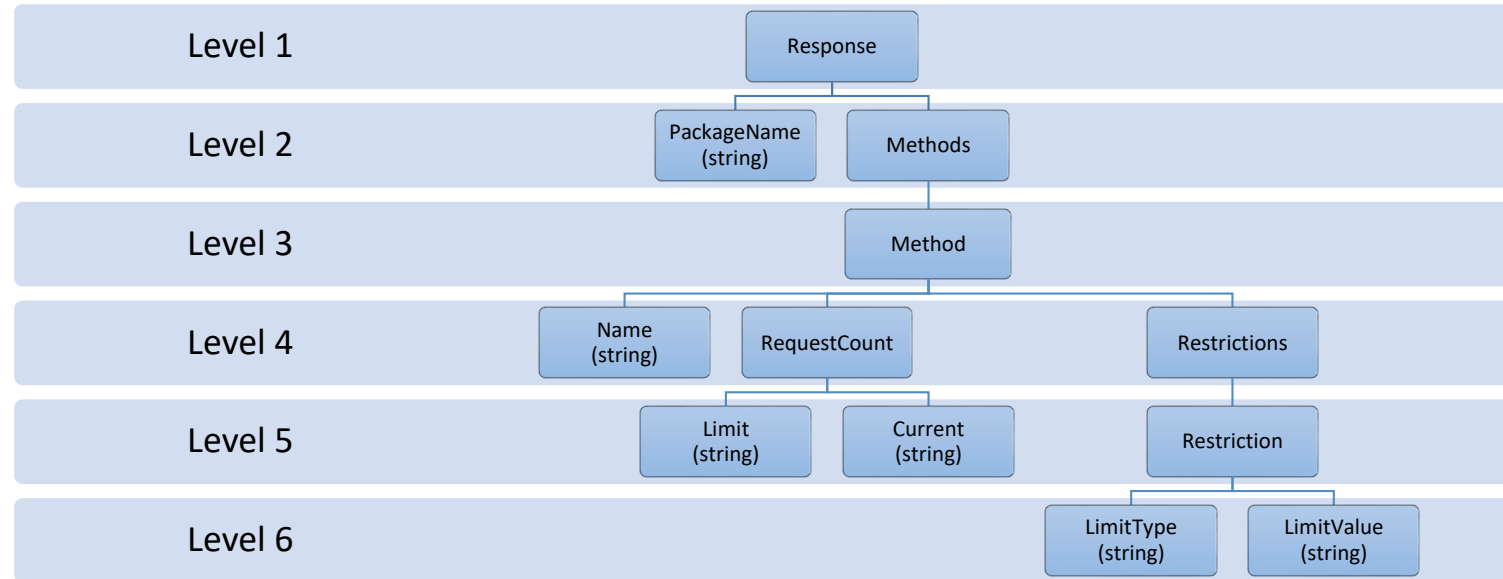 Level 1
Response
Level 2
PackageName
(string)
Methods
Level 3
Method
Level 4
Name
(string)
RequestCount
Restrictions
Level 5
Limit
(string)
Current
(string)
Restriction
Level 6
LimitType
(string)
LimitValue
(string)